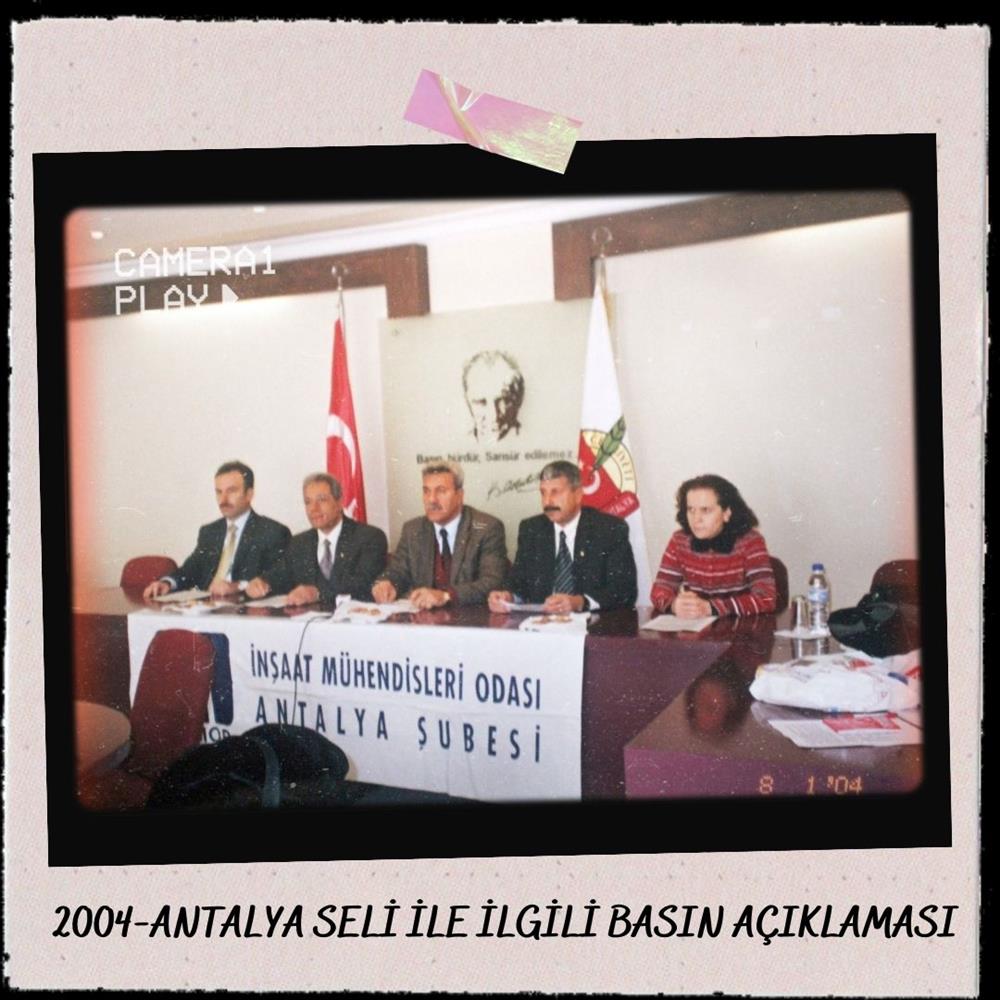 CAMERA1
PLAY
Basın hürdür, Sansür edilemez.
İNŞAAT MÜHENDİSLERİ ODASI
ANTALYA ŞUBESİ
8 1 '04
2004-ANTALYA SELİ İLE İLGİLİ BASIN AÇIKLAMASI